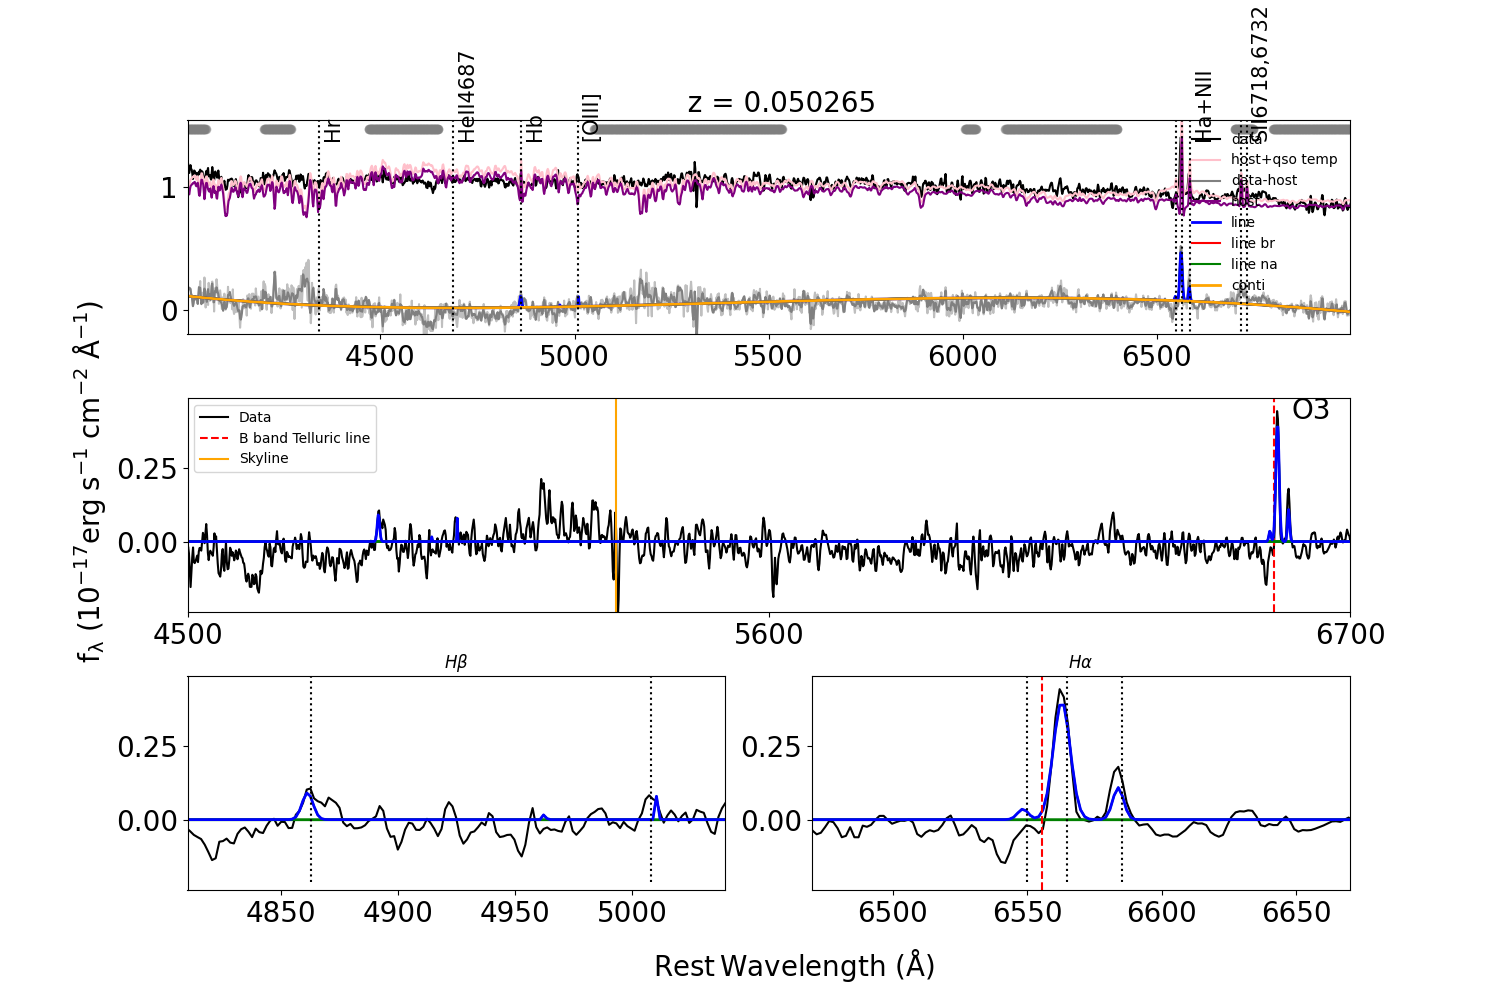 z = 0.050265
Hr
HeII4687
Hb
[OIII]
Ha+NII
SII6718,6732
data
host+qso temp
data-host
host
line
line br
line na
conti
1
0
4500 5000 5500 6000 6500
f_λ (10^−17 erg s^−1 cm^−2 Å^−1)
Data
B band Telluric line
Skyline
O3
0.25
0.00
4500 5600 6700
Hβ
0.25
0.00
4850 4900 4950 5000
Hα
0.25
0.00
6500 6550 6600 6650
Rest Wavelength (Å)